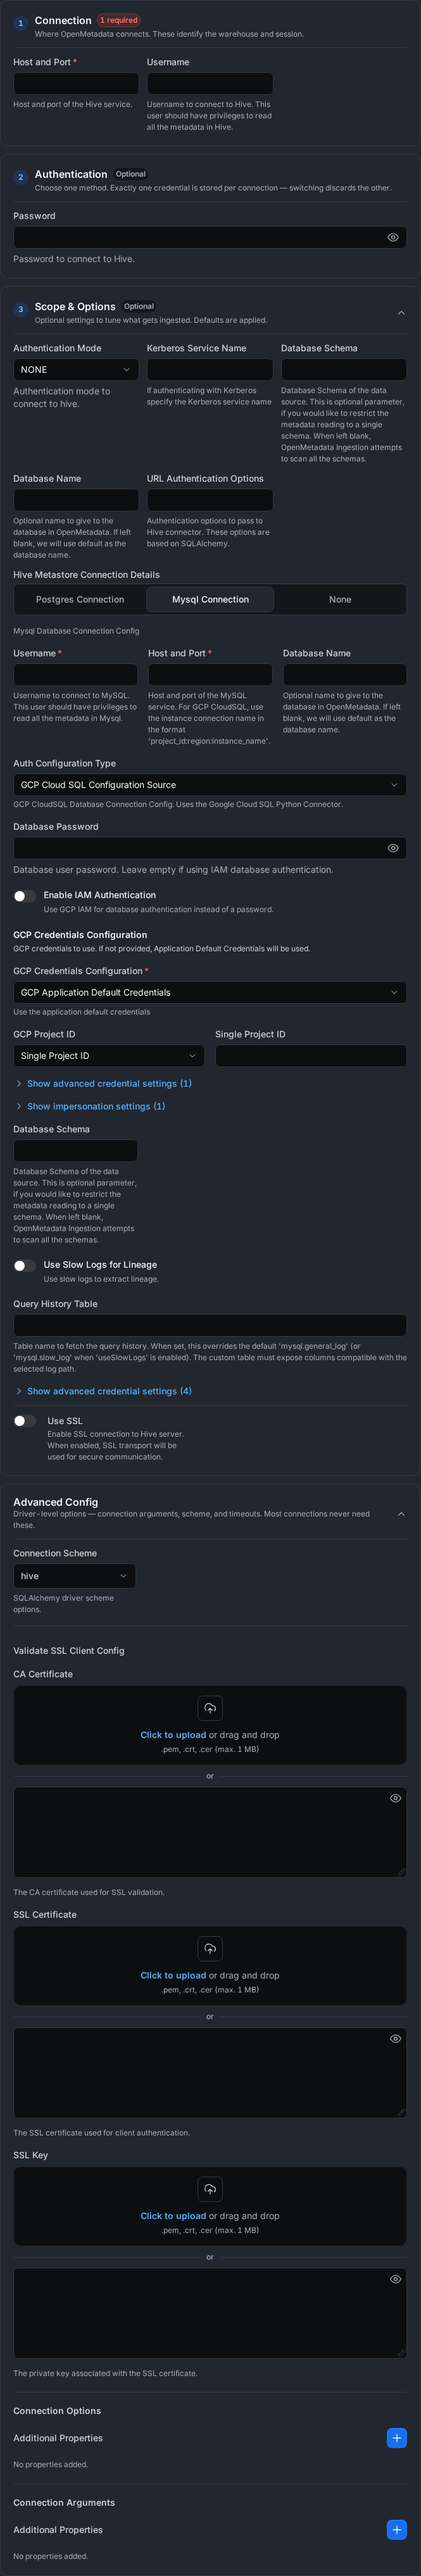 1 Connection 1 required
Where OpenMetadata connects. These identify the warehouse and session.
Host and Port * Username
Host and port of the Hive service. Username to connect to Hive. This
user should have privileges to read
all the metadata in Hive.
2 Authentication Optional
Choose one method. Exactly one credential is stored per connection — switching discards the other.
Password
Password to connect to Hive.
3 Scope & Options Optional
Optional settings to tune what gets ingested. Defaults are applied.
Authentication Mode Kerberos Service Name Database Schema
NONE
Authentication mode to
connect to hive.
If authenticating with Kerberos
specify the Kerberos service name
Database Schema of the data
source. This is optional parameter,
if you would like to restrict the
metadata reading to a single
schema. When left blank,
OpenMetadata Ingestion attempts
to scan all the schemas.
Database Name URL Authentication Options
Optional name to give to the
database in OpenMetadata. If left
blank, we will use default as the
database name.
Authentication options to pass to
Hive connector. These options are
based on SQLAlchemy.
Hive Metastore Connection Details
Postgres Connection Mysql Connection None
Mysql Database Connection Config
Username * Host and Port * Database Name
Username to connect to MySQL.
This user should have privileges to
read all the metadata in Mysql.
Host and port of the MySQL
service. For GCP CloudSQL, use
the instance connection name in
the format
'project_id:region:instance_name'.
Optional name to give to the
database in OpenMetadata. If left
blank, we will use default as the
database name.
Auth Configuration Type
GCP Cloud SQL Configuration Source
GCP CloudSQL Database Connection Config. Uses the Google Cloud SQL Python Connector.
Database Password
Database user password. Leave empty if using IAM database authentication.
Enable IAM Authentication
Use GCP IAM for database authentication instead of a password.
GCP Credentials Configuration
GCP credentials to use. If not provided, Application Default Credentials will be used.
GCP Credentials Configuration *
GCP Application Default Credentials
Use the application default credentials
GCP Project ID Single Project ID
Single Project ID
Show advanced credential settings (1)
Show impersonation settings (1)
Database Schema
Database Schema of the data
source. This is optional parameter,
if you would like to restrict the
metadata reading to a single
schema. When left blank,
OpenMetadata Ingestion attempts
to scan all the schemas.
Use Slow Logs for Lineage
Use slow logs to extract lineage.
Query History Table
Table name to fetch the query history. When set, this overrides the default 'mysql.general_log' (or
'mysql.slow_log' when 'useSlowLogs' is enabled). The custom table must expose columns compatible with the
selected log path.
Show advanced credential settings (4)
Use SSL
Enable SSL connection to Hive server.
When enabled, SSL transport will be
used for secure communication.
Advanced Config
Driver-level options — connection arguments, scheme, and timeouts. Most connections never need
these.
Connection Scheme
hive
SQLAlchemy driver scheme
options.
Validate SSL Client Config
CA Certificate
Click to upload or drag and drop
.pem, .crt, .cer (max. 1 MB)
or
The CA certificate used for SSL validation.
SSL Certificate
Click to upload or drag and drop
.pem, .crt, .cer (max. 1 MB)
or
The SSL certificate used for client authentication.
SSL Key
Click to upload or drag and drop
.pem, .crt, .cer (max. 1 MB)
or
The private key associated with the SSL certificate.
Connection Options
Additional Properties
No properties added.
Connection Arguments
Additional Properties
No properties added.